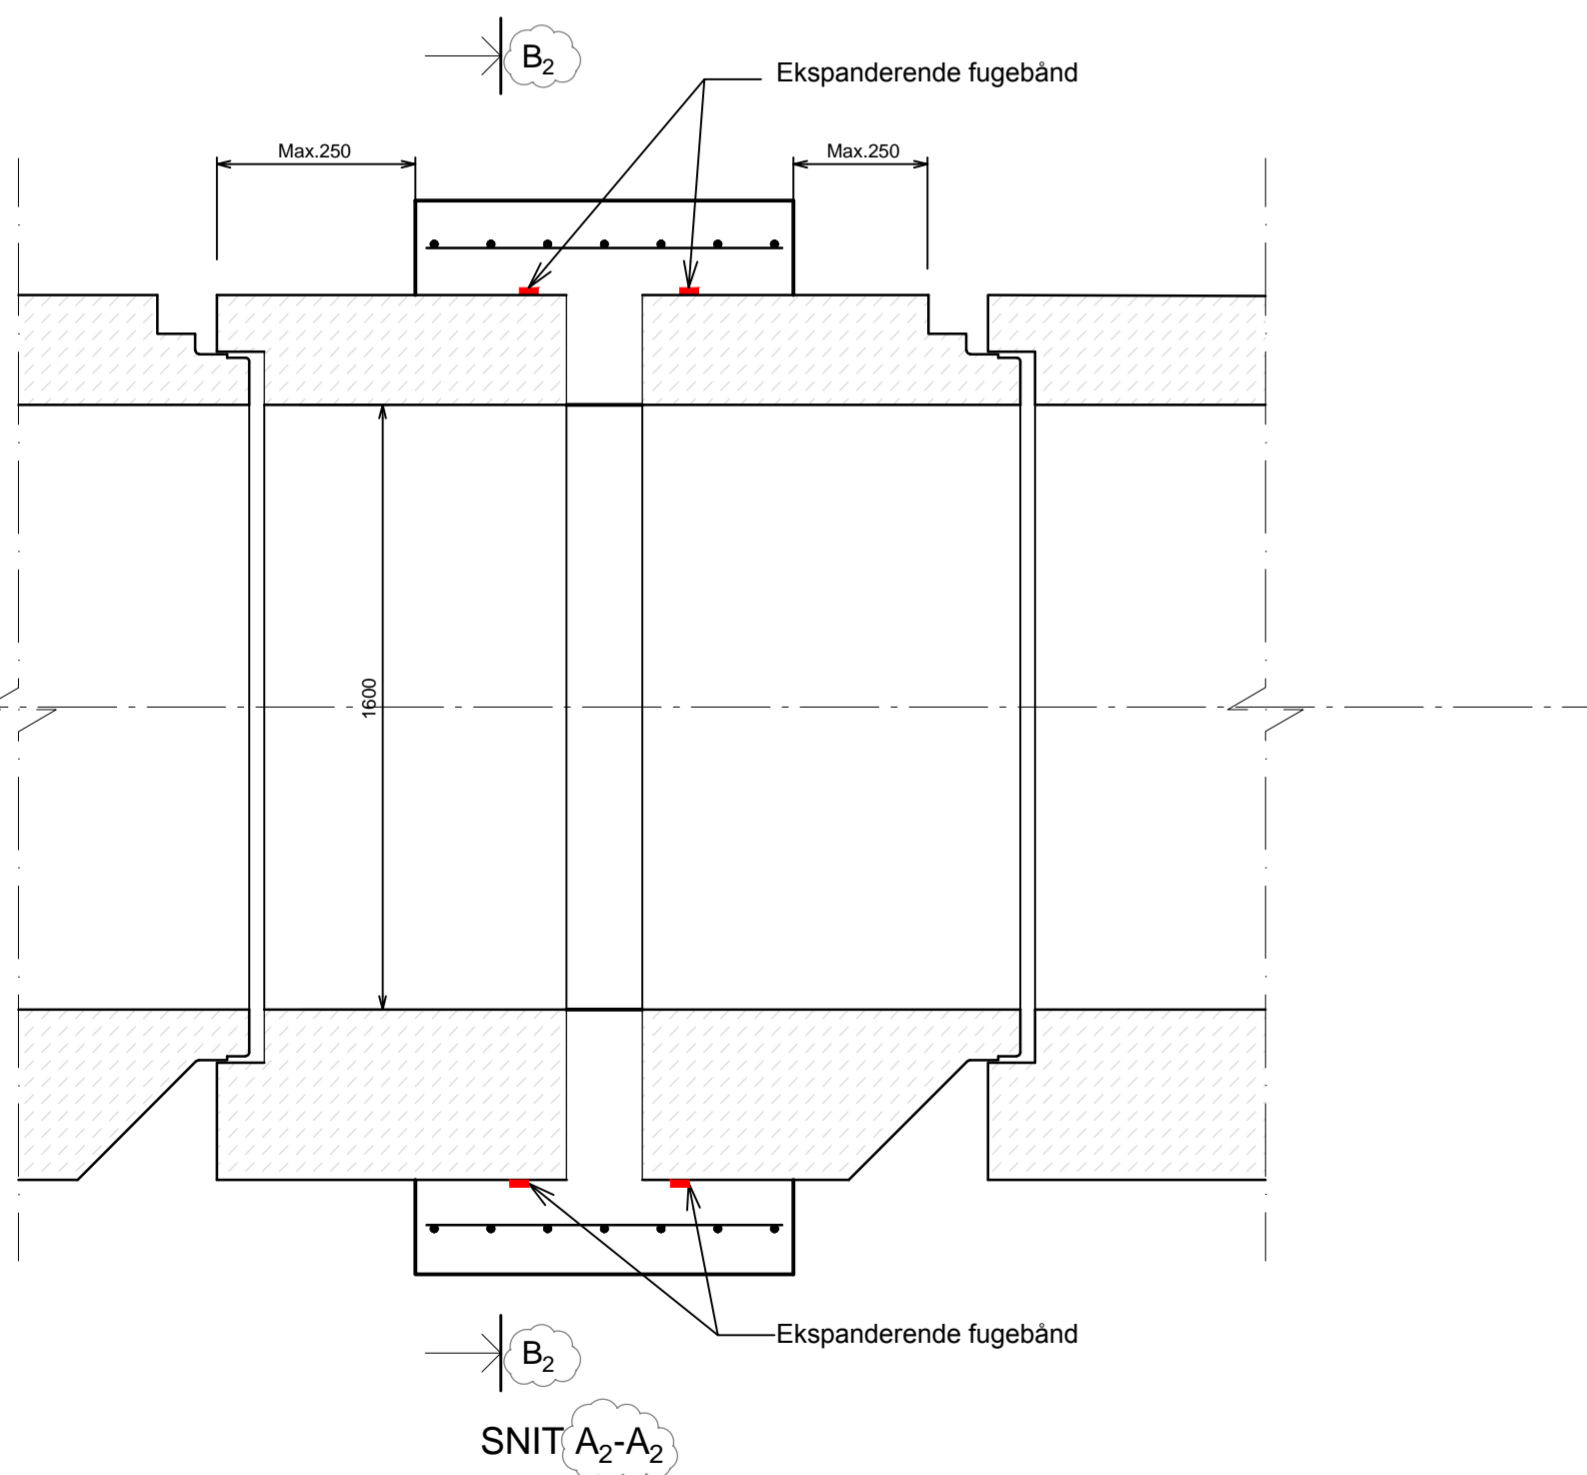 B₂
Ekspanderende fugebånd
Max.250
Max.250
1600
Ekspanderende fugebånd
B₂
SNIT A₂-A₂